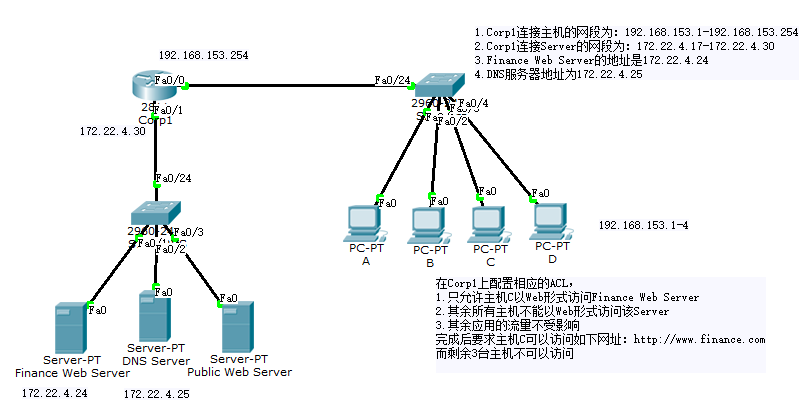 1.Corp1连接主机的网段为：192.168.153.1-192.168.153.254
2.Corp1连接Server的网段为：172.22.4.17-172.22.4.30
3.Finance Web Server的地址是172.22.4.24
4.DNS服务器地址为172.22.4.25
192.168.153.254
Fa0/0
Fa0/24
Corp1
Fa0/1
172.22.4.30
Fa0/4
Fa0/2
Fa0/24
Fa0/3
Fa0/2
Fa0
Fa0
Fa0
Fa0
PC-PT
A
PC-PT
B
PC-PT
C
PC-PT
D
192.168.153.1-4
Fa0
Fa0
Fa0
Server-PT
Finance Web Server
Server-PT
DNS Server
Server-PT
Public Web Server
172.22.4.24
172.22.4.25
在Corp1上配置相应的ACL，
1.只允许主机C以Web形式访问Finance Web Server
2.其余所有主机不能以Web形式访问该Server
3.其余应用的流量不受影响
完成后要求主机C可以访问如下网址：http://www.finance.com
而剩余3台主机不可以访问